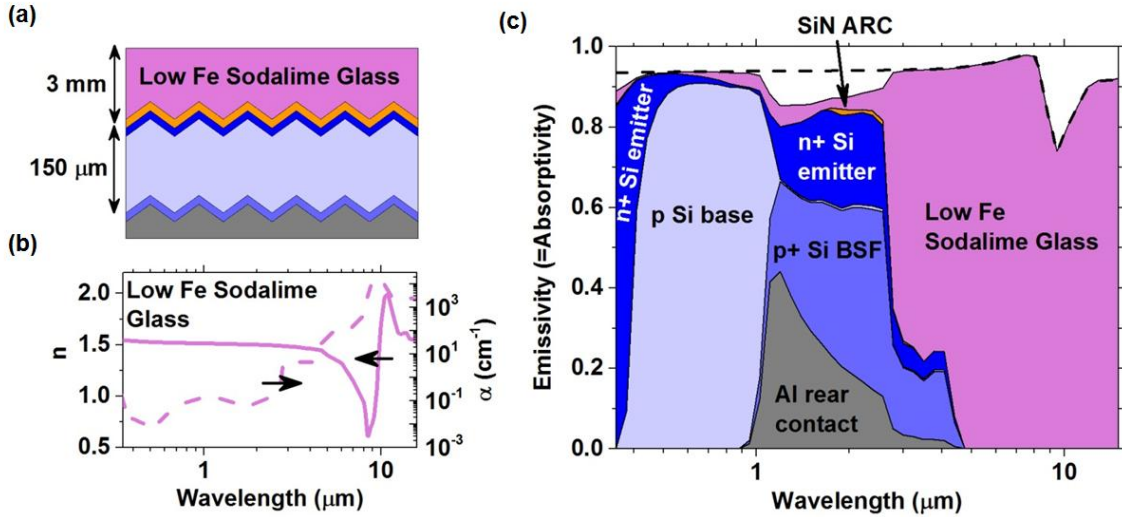 (a)
3 mm
Low Fe Sodalime Glass
150 μm
(b)
2.0
1.5
1.0
0.5
n
Low Fe Sodalime
Glass
10³
10¹
10⁻¹
10⁻³
α (cm⁻¹)
1
10
Wavelength (μm)
(c)
SiN ARC
1.0
0.8
0.6
0.4
0.2
0.0
Emissivity (=Absorptivity)
n+ Si emitter
p Si base
n+ Si
emitter
p+ Si BSF
Al rear
contact
Low Fe
Sodalime Glass
1
10
Wavelength (μm)